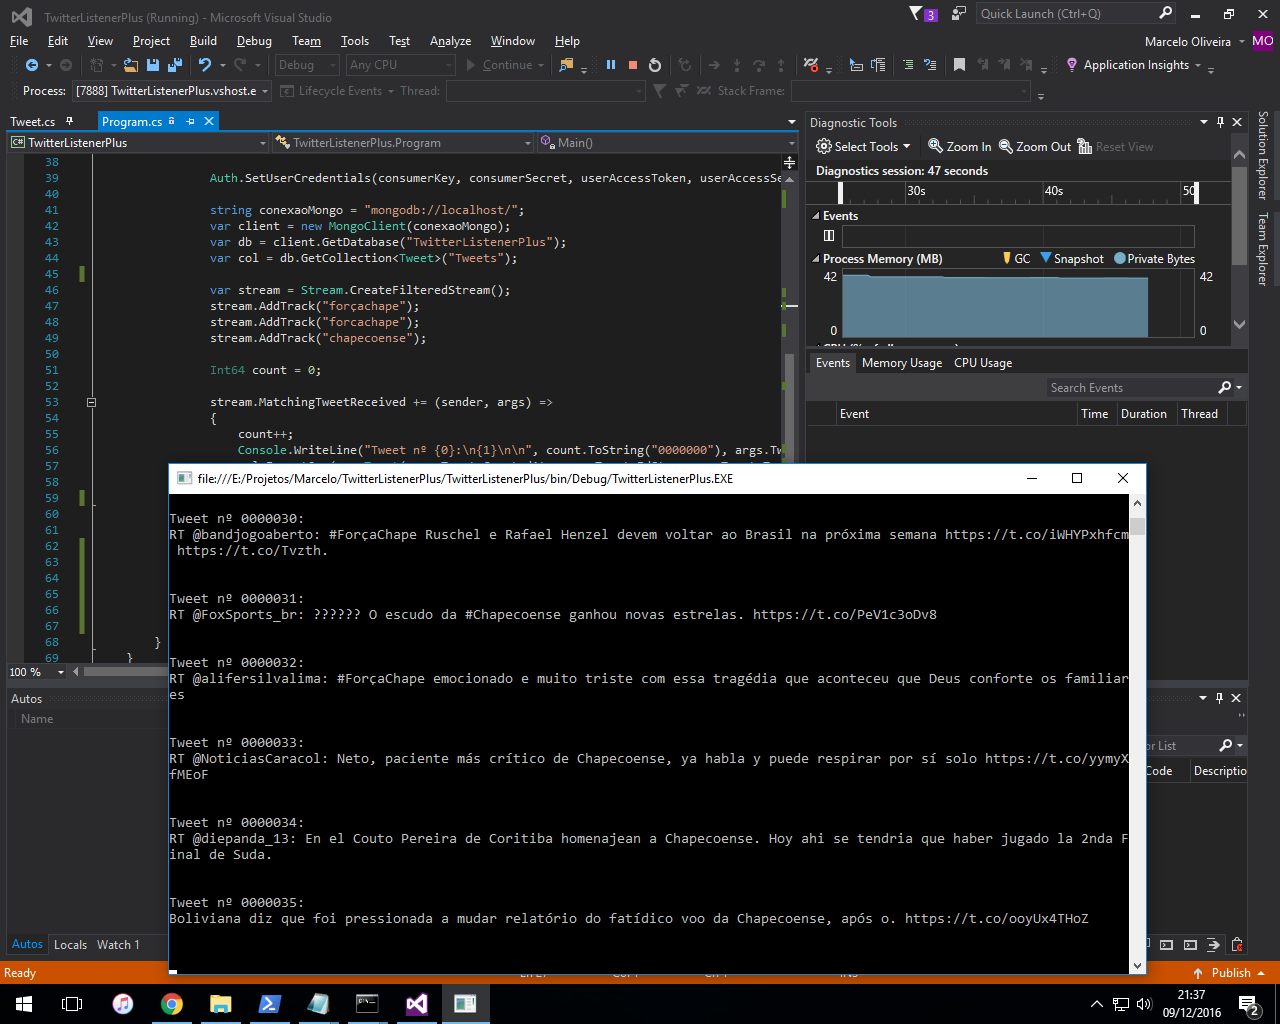 TwitterListenerPlus (Running) - Microsoft Visual Studio
3
Quick Launch (Ctrl+Q)
File Edit View Project Build Debug Team Tools Test Analyze Window Help
Marcelo Oliveira
MO
Debug Any CPU Continue Application Insights
Process: [7888] TwitterListenerPlus.vshost.e Lifecycle Events Thread: Stack Frame:
Tweet.cs Program.cs
C# TwitterListenerPlus TwitterListenerPlus.Program Main()
38
39 Auth.SetUserCredentials(consumerKey, consumerSecret, userAccessToken, userAccessSe
40
41 string conexaoMongo = "mongodb://localhost/";
42 var client = new MongoClient(conexaoMongo);
43 var db = client.GetDatabase("TwitterListenerPlus");
44 var col = db.GetCollection<Tweet>("Tweets");
45
46 var stream = Stream.CreateFilteredStream();
47 stream.AddTrack("forçachape");
48 stream.AddTrack("forcachape");
49 stream.AddTrack("chapecoense");
50
51 Int64 count = 0;
52
53 stream.MatchingTweetReceived += (sender, args) =>
54 {
55 count++;
56 Console.WriteLine("Tweet nº {0}:\n{1}\n\n", count.ToString("0000000"), args.Tw
57
58
59
60
61
62
63
64
65
66
67
68 }
69 }
100 %
Diagnostic Tools
Select Tools Zoom In Zoom Out Reset View
Diagnostics session: 47 seconds
30s 40s 50
Events
Process Memory (MB) GC Snapshot Private Bytes
42 42
0 0
Events Memory Usage CPU Usage
Search Events
Event Time Duration Thread
Solution Explorer
Team Explorer
file:///E:/Projetos/Marcelo/TwitterListenerPlus/TwitterListenerPlus/bin/Debug/TwitterListenerPlus.EXE
Tweet nº 0000030:
RT @bandjogoaberto: #ForçaChape Ruschel e Rafael Henzel devem voltar ao Brasil na próxima semana https://t.co/iWHYPxhfcm
https://t.co/Tvzth.
Tweet nº 0000031:
RT @FoxSports_br: ?????? O escudo da #Chapecoense ganhou novas estrelas. https://t.co/PeV1c3oDv8
Tweet nº 0000032:
RT @alifersilvalima: #ForçaChape emocionado e muito triste com essa tragédia que aconteceu que Deus conforte os familiar
es
Tweet nº 0000033:
RT @NoticiasCaracol: Neto, paciente más crítico de Chapecoense, ya habla y puede respirar por sí solo https://t.co/yymyX
fMEoF
Tweet nº 0000034:
RT @diepanda_13: En el Couto Pereira de Coritiba homenajean a Chapecoense. Hoy ahi se tendria que haber jugado la 2nda F
inal de Suda.
Tweet nº 0000035:
Boliviana diz que foi pressionada a mudar relatório do fatídico voo da Chapecoense, após o. https://t.co/ooyUx4THoZ
Autos
Name
Autos Locals Watch 1
or List
Code Descriptio
Ready
Publish
21:37
09/12/2016
2